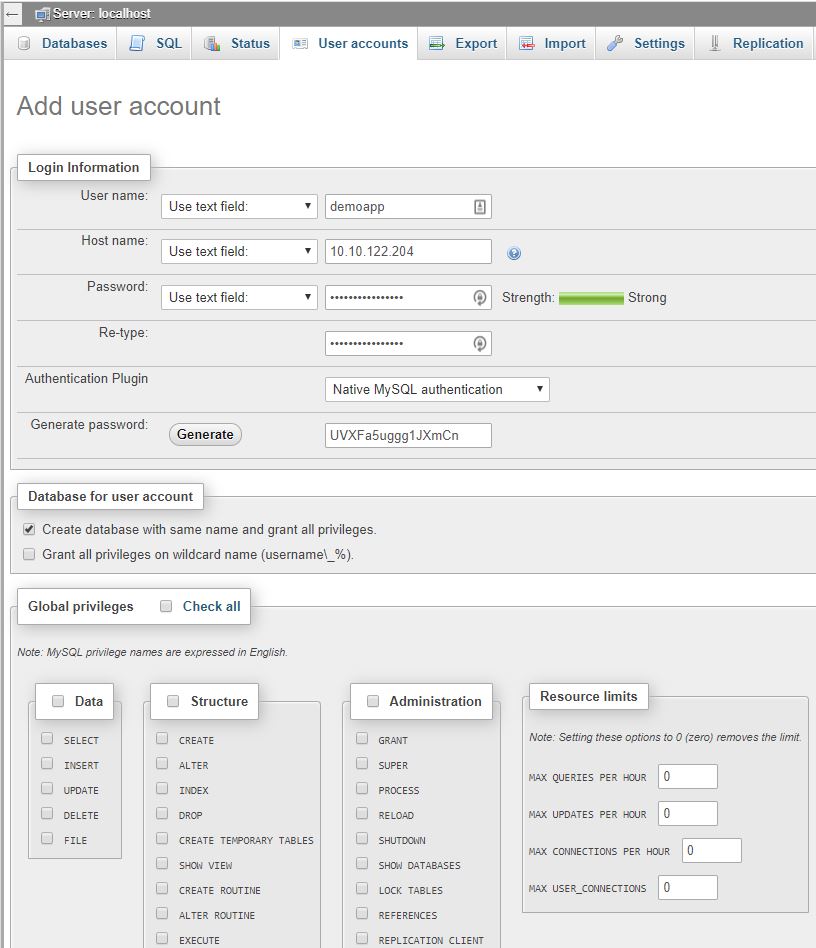 Server: localhost
Databases SQL Status User accounts Export Import Settings Replication
Add user account
Login Information
User name: Use text field: demoapp
Host name: Use text field: 10.10.122.204
Password: Use text field: •••••••••••••••• Strength: Strong
Re-type: ••••••••••••••••
Authentication Plugin Native MySQL authentication
Generate password: Generate UVXFa5uggg1JXmCn
Database for user account
Create database with same name and grant all privileges.
Grant all privileges on wildcard name (username\_%).
Global privileges Check all
Note: MySQL privilege names are expressed in English.
Data
SELECT
INSERT
UPDATE
DELETE
FILE
Structure
CREATE
ALTER
INDEX
DROP
CREATE TEMPORARY TABLES
SHOW VIEW
CREATE ROUTINE
ALTER ROUTINE
EXECUTE
Administration
GRANT
SUPER
PROCESS
RELOAD
SHUTDOWN
SHOW DATABASES
LOCK TABLES
REFERENCES
REPLICATION CLIENT
Resource limits
Note: Setting these options to 0 (zero) removes the limit.
MAX QUERIES PER HOUR 0
MAX UPDATES PER HOUR 0
MAX CONNECTIONS PER HOUR 0
MAX USER_CONNECTIONS 0